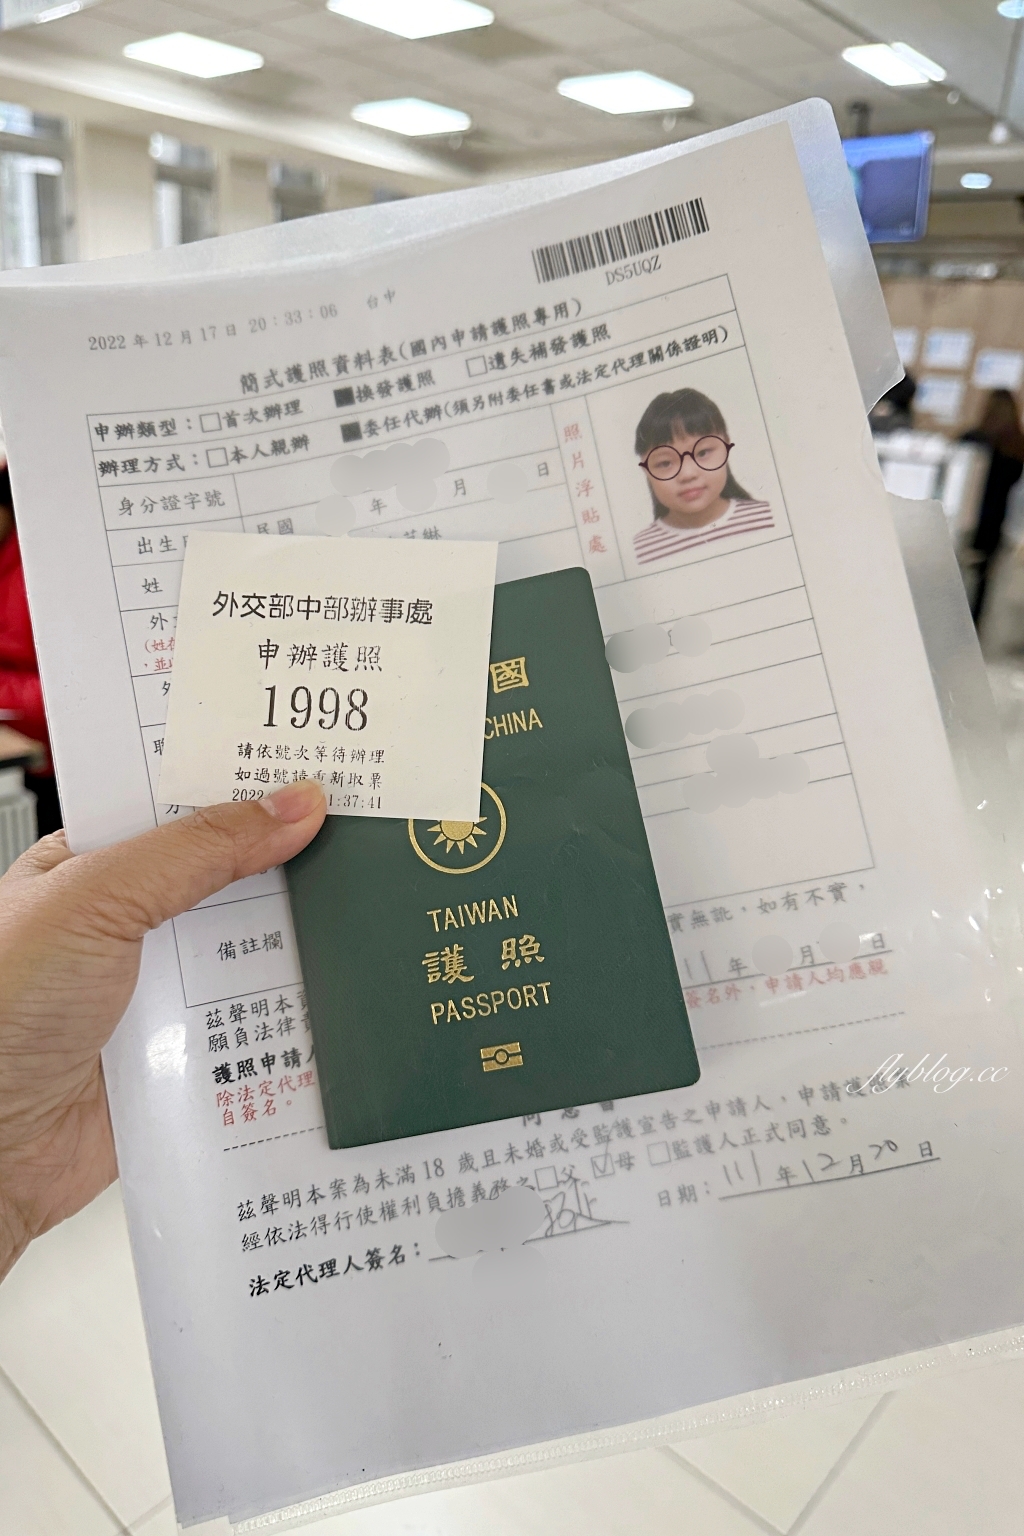 DS5UQZ
2022 年 12 月 17 日 20:33:06 台中
簡式護照資料表(國內申請護照專用)
申辦類型：□首次辦理 ■換發護照 □遺失補發護照
辦理方式：□本人親辦 ■委任代辦(須另附委任書或法定代理關係證明)
身分證字號
出生
民國 年 月 日
姓
照片浮貼處
外
(姓
聯
外交部中部辦事處
申辦護照
1998
請依號次等待辦理
如過號請重新取票
2022 1:37:41
國
CHINA
TAIWAN
護照
PASSPORT
備註欄
茲聲明本
實無訛，如有不實，
願負法律
111 年 月 日
護照申請人
除法定代理
簽名外，申請人均應親
自簽名。
同意書
茲聲明本案為未滿 18 歲且未婚或受監護宣告之申請人，申請護照
經依法得行使權利負擔義務之□父 ☑母 □監護人正式同意。
法定代理人簽名：
日期：111 年 12 月 20 日
flyblog.cc